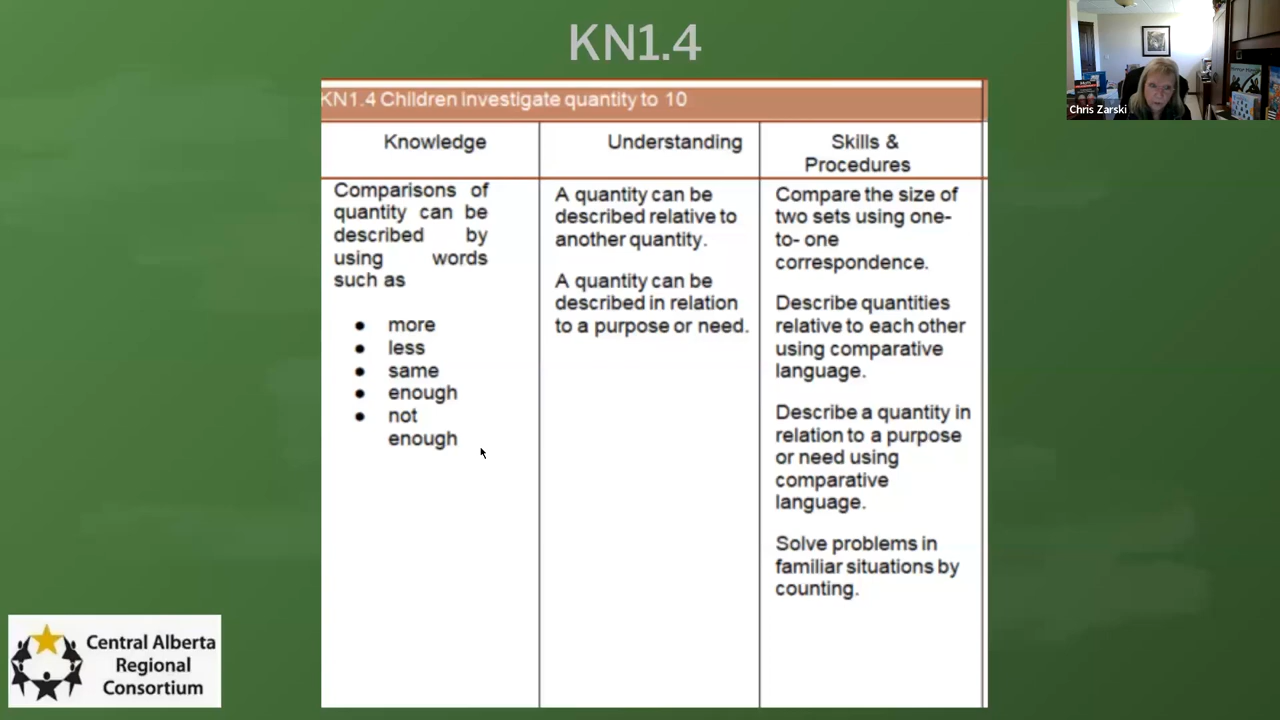 KN1.4
Chris Zarski
KN1.4 Children investigate quantity to 10
Knowledge
Understanding
Skills &
Procedures
Comparisons of
quantity can be
described by
using words
such as
● more
● less
● same
● enough
● not
enough
A quantity can be
described relative to
another quantity.
A quantity can be
described in relation
to a purpose or need.
Compare the size of
two sets using one-
to- one
correspondence.
Describe quantities
relative to each other
using comparative
language.
Describe a quantity in
relation to a purpose
or need using
comparative
language.
Solve problems in
familiar situations by
counting.
Central Alberta
Regional
Consortium